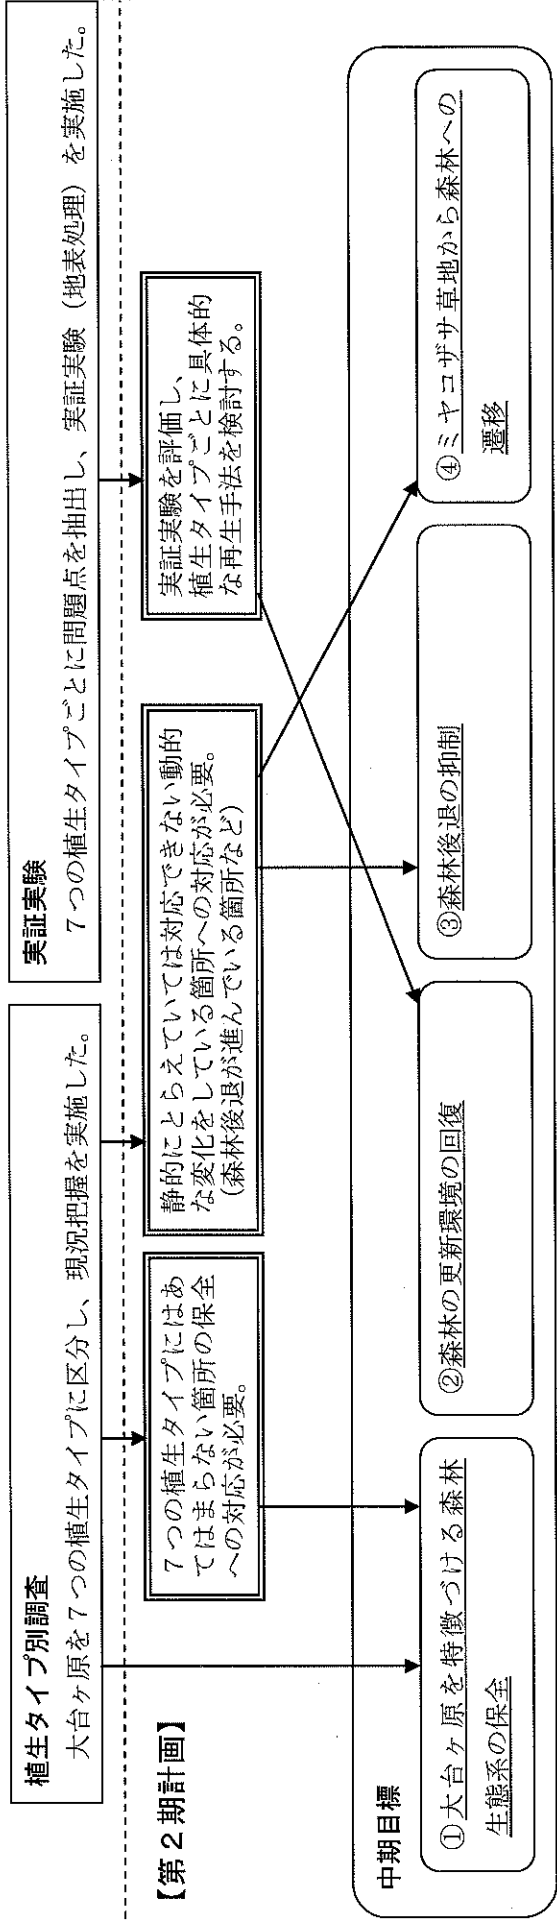 植生タイプ別調査
大台ヶ原を7つの植生タイプに区分し、現況把握を実施した。
実証実験
7つの植生タイプごとに問題点を抽出し、実証実験（地表処理）を実施した。
【第2期計画】
7つの植生タイプにはあ
てはまらない箇所の保全
への対応が必要。
静的にとらえていては対応できない動的
な変化をしている箇所への対応が必要。
(森林後退が進んでいる箇所など)
実証実験を評価し、
植生タイプごとに具体的
な再生手法を検討する。
中期目標
①大台ヶ原を特徴づける森林
生態系の保全
②森林の更新環境の回復
③森林後退の抑制
④ミヤコザサ草地から森林への
遷移